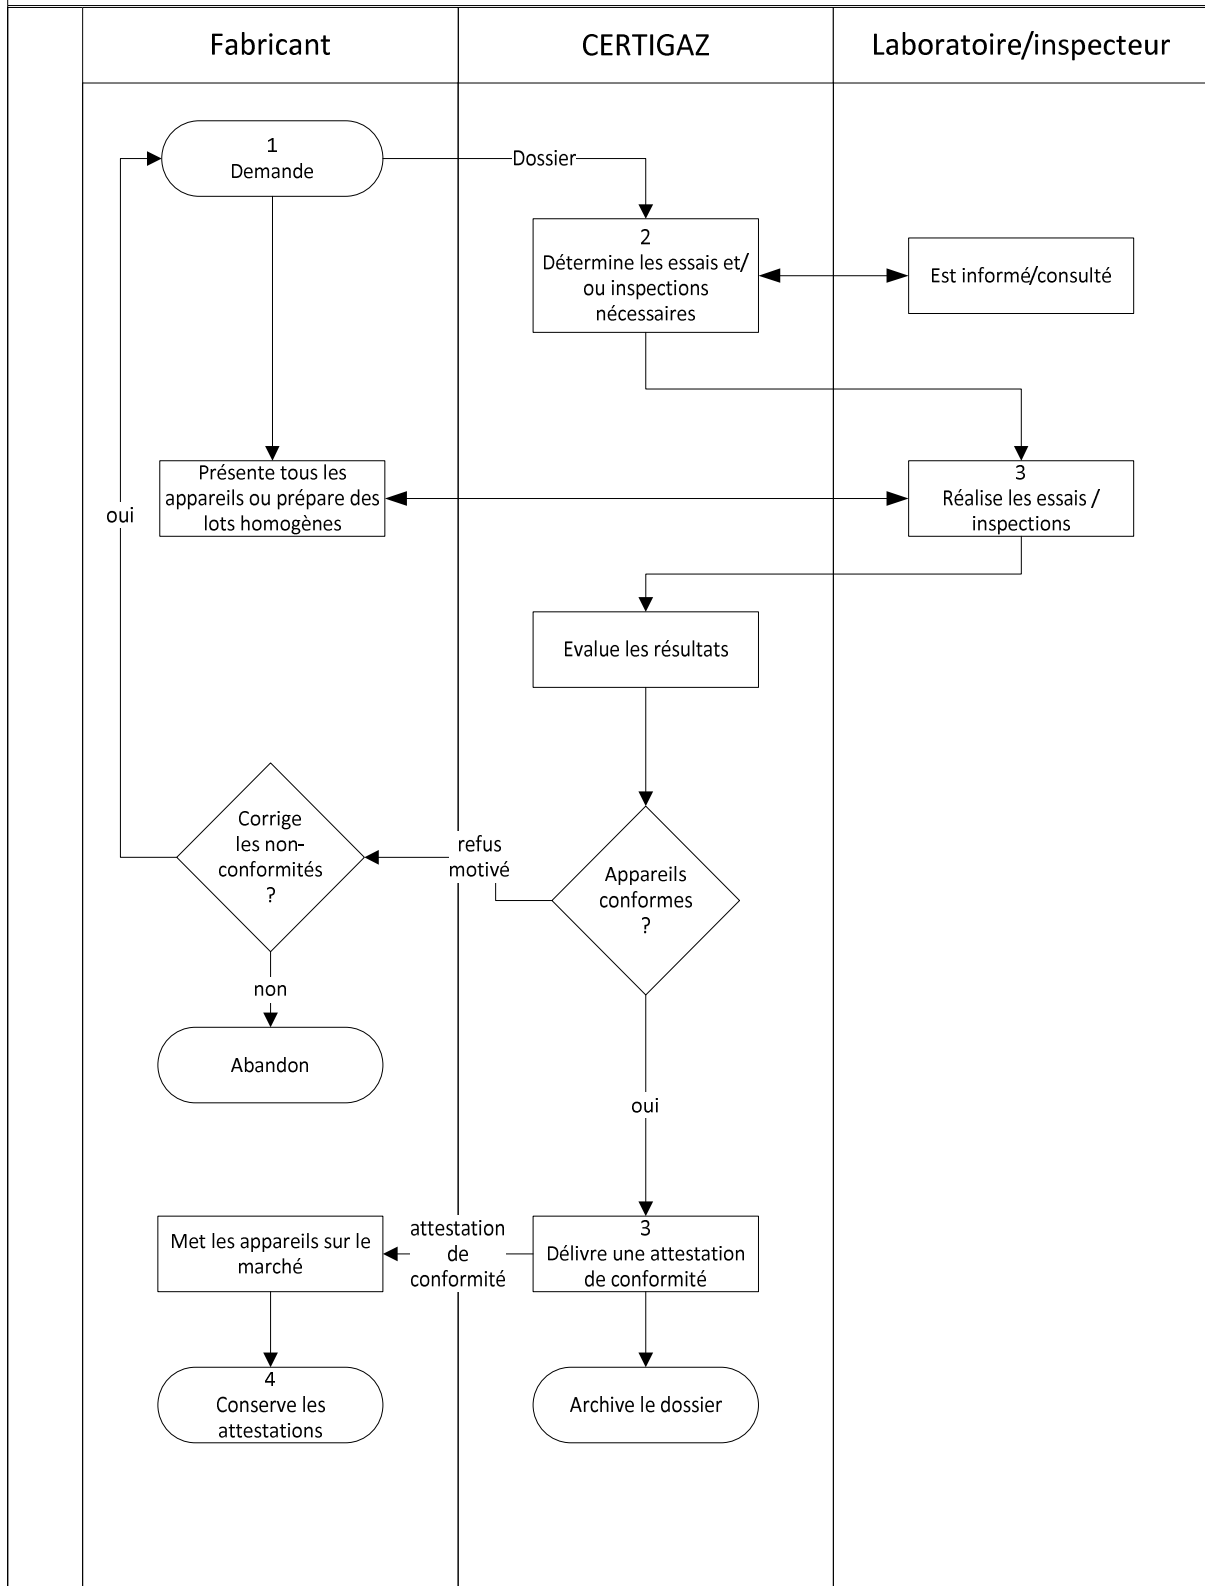 Fabricant
CERTIGAZ
Laboratoire/inspecteur
1
Demande
Dossier
2
Détermine les essais et/
ou inspections
nécessaires
Est informé/consulté
Présente tous les
appareils ou prépare des
lots homogènes
3
Réalise les essais /
inspections
oui
Evalue les résultats
Corrige
les non-
conformités
?
refus
motivé
Appareils
conformes
?
non
Abandon
oui
Met les appareils sur le
marché
attestation
de
conformité
3
Délivre une attestation
de conformité
4
Conserve les
attestations
Archive le dossier